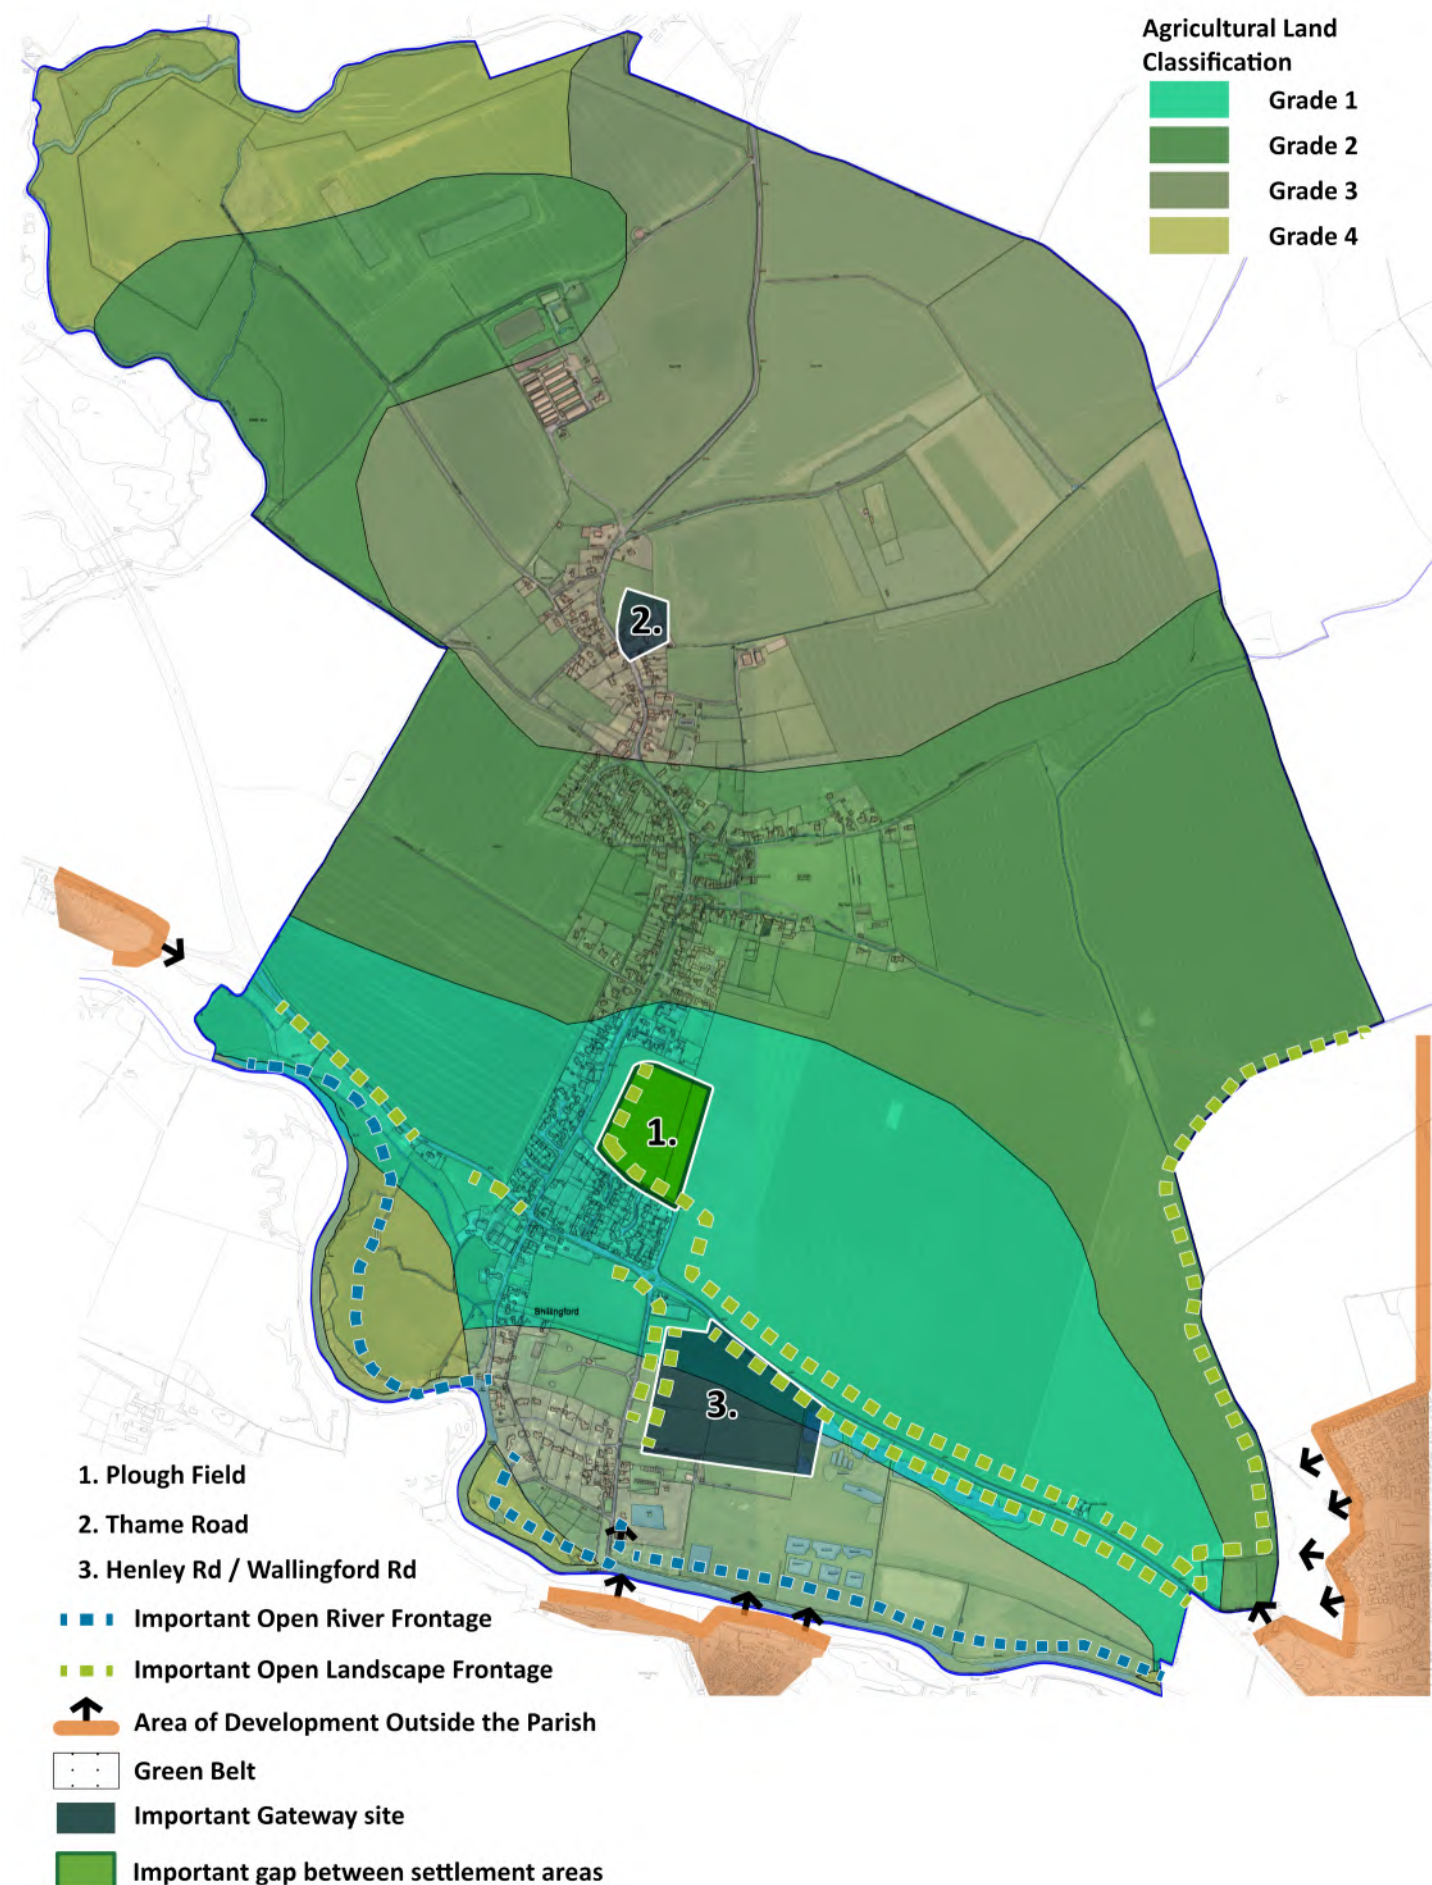 Agricultural Land
Classification
Grade 1
Grade 2
Grade 3
Grade 4
2.
1.
Shillingford
3.
1. Plough Field
2. Thame Road
3. Henley Rd / Wallingford Rd
Important Open River Frontage
Important Open Landscape Frontage
Area of Development Outside the Parish
Green Belt
Important Gateway site
Important gap between settlement areas